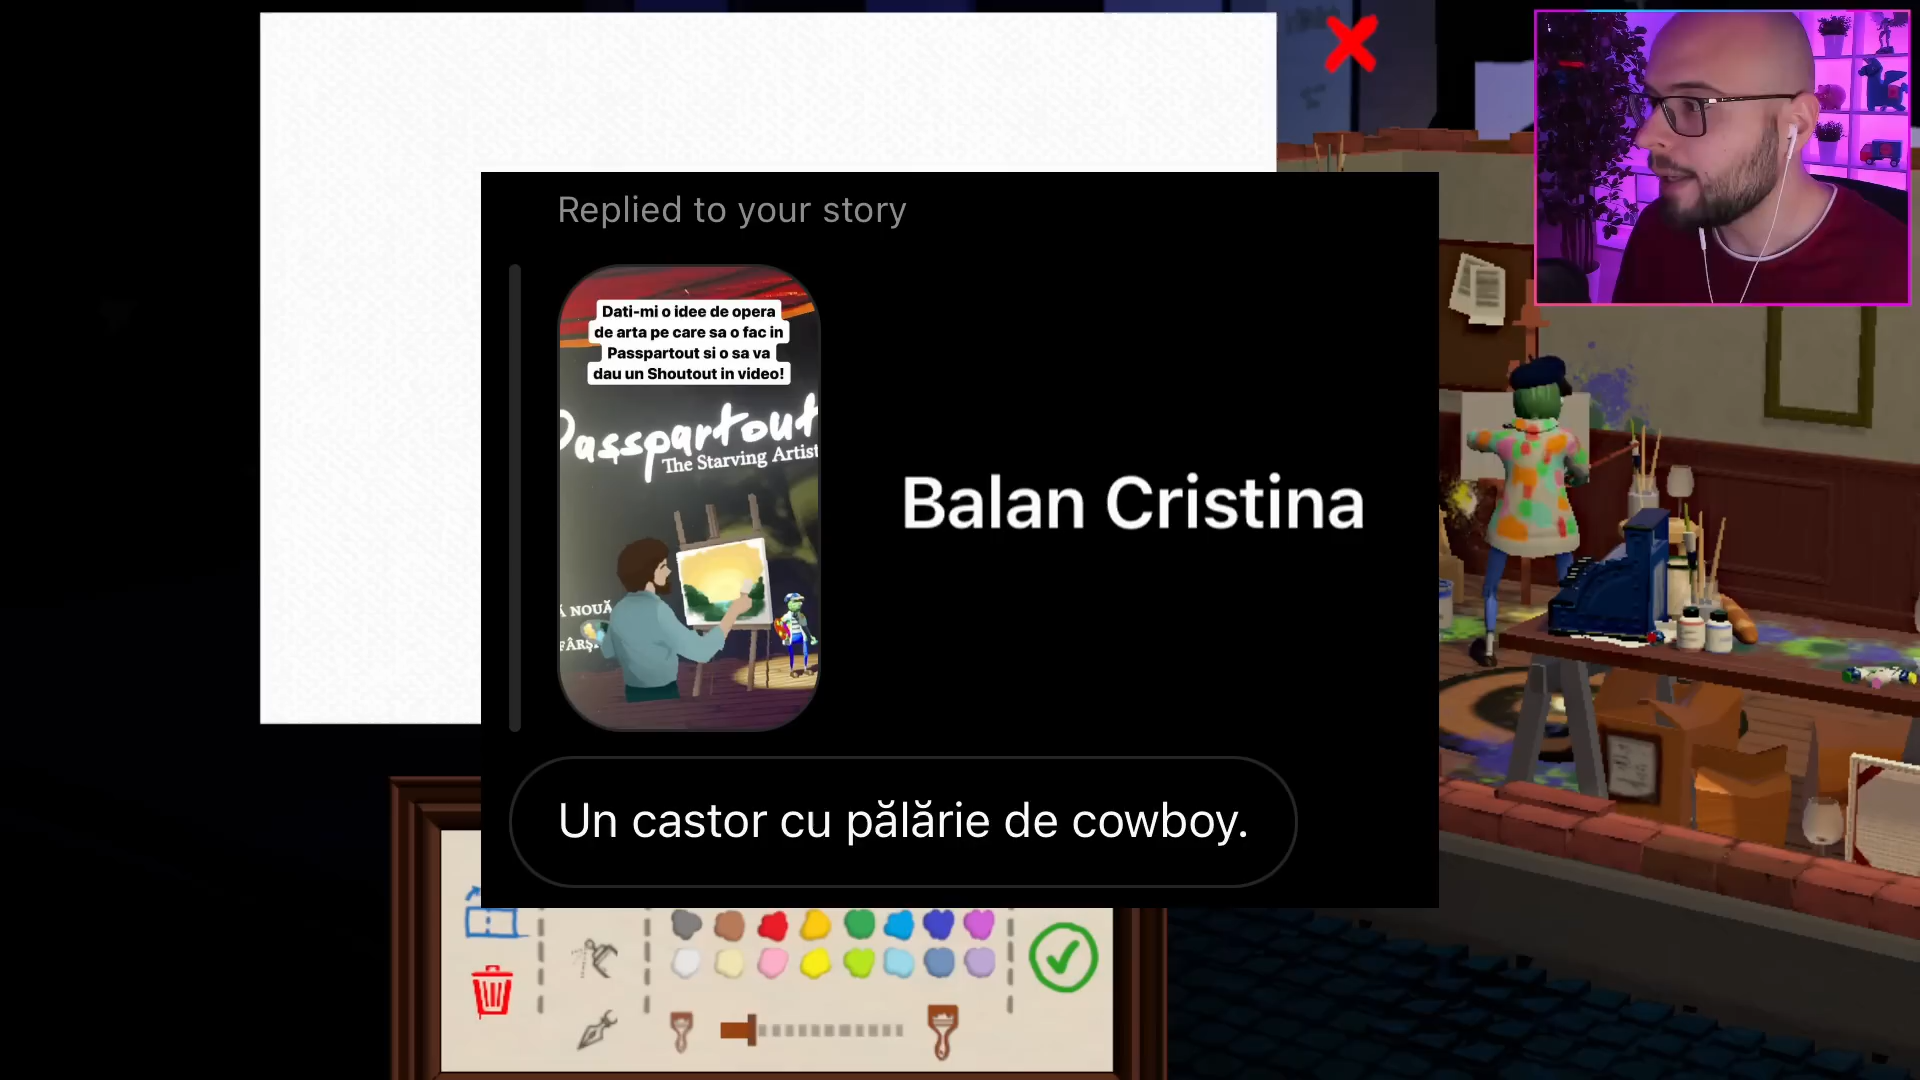 Replied to your story
Dati-mi o idee de opera
de arta pe care sa o fac in
Passpartout si o sa va
dau un Shoutout in video!
Passpartout
The Starving Artist
Ă NOUĂ
Balan Cristina
Un castor cu pălărie de cowboy.